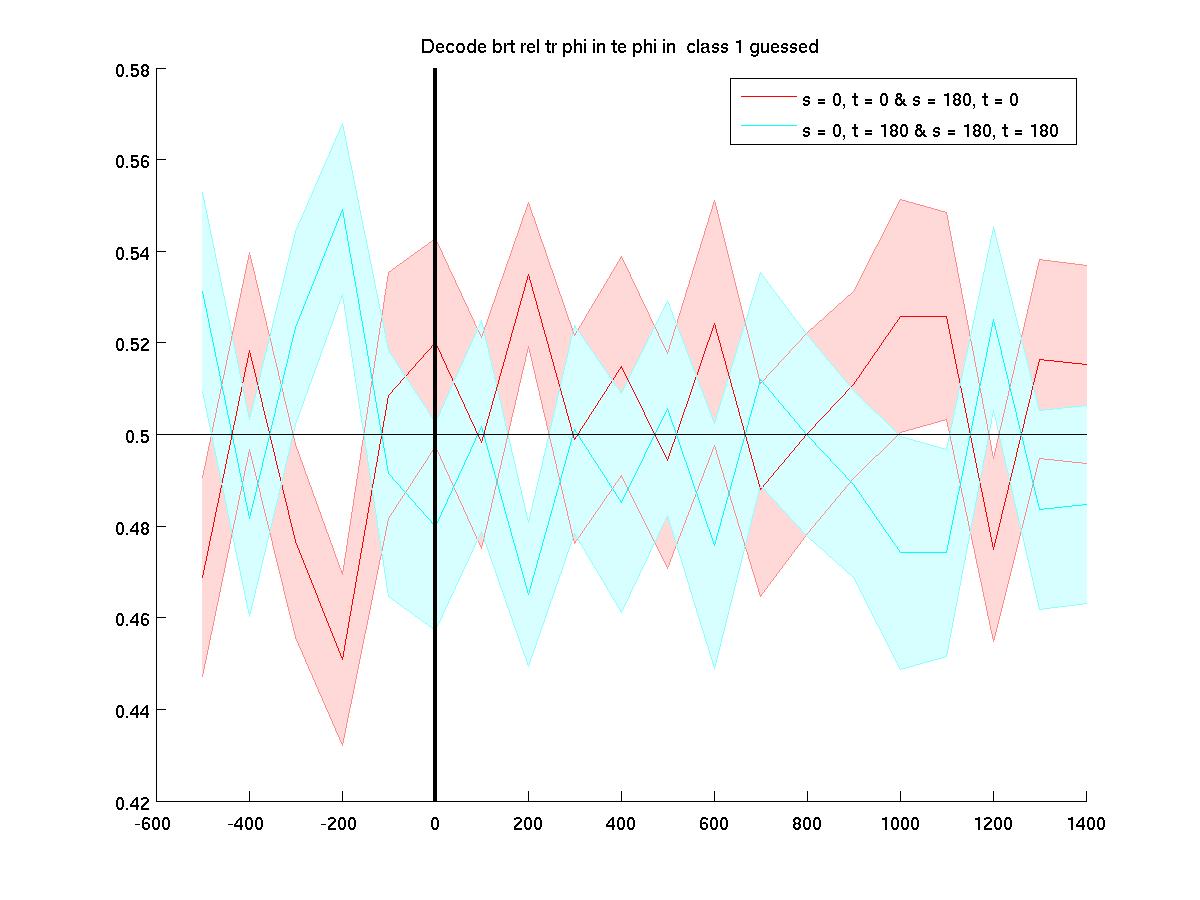 Decode brt rel tr phi in te phi in  class 1 guessed
s = 0, t = 0 & s = 180, t = 0
s = 0, t = 180 & s = 180, t = 180
0.58
0.56
0.54
0.52
0.5
0.48
0.46
0.44
0.42
-600 -400 -200 0 200 400 600 800 1000 1200 1400